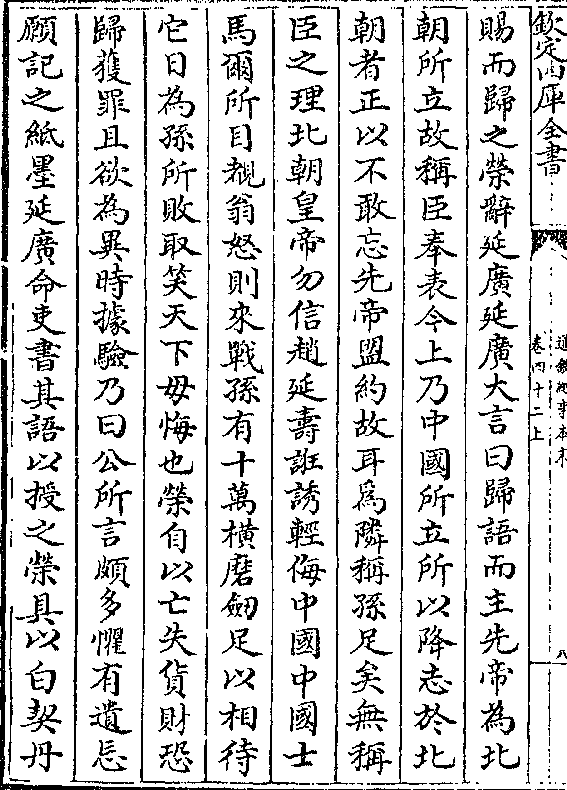 欽定四庫全書
通鑑紀事本末
卷四十二上
八
賜而歸之榮辭延廣延廣大言曰歸語而主先帝為北
朝所立故稱臣奉表今上乃中國所立所以降志於北
朝者正以不敢忘先帝盟約故耳爲隣稱孫足矣無稱
臣之理北朝皇帝勿信趙延壽誑誘輕侮中國中國士
馬爾所目覩翁怒則來戰孫有十萬橫磨劒足以相待
它日為孫所敗取笑天下毋悔也榮自以亡失貨財恐
歸獲罪且欲為異時據驗乃曰公所言頗多懼有遺忘
願記之紙墨延廣命吏書其語以授之榮具以白契丹